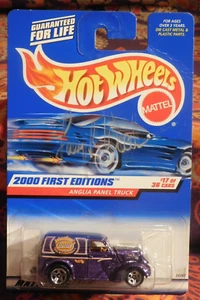 GUARANTEED
FOR LIFE
FOR AGES
OVER 3 YEARS
DIE CAST METAL &
PLASTIC PARTS
Hot Wheels
MATTEL
2000 FIRST EDITIONS
#17 OF
36 CARS
ANGLIA PANEL TRUCK